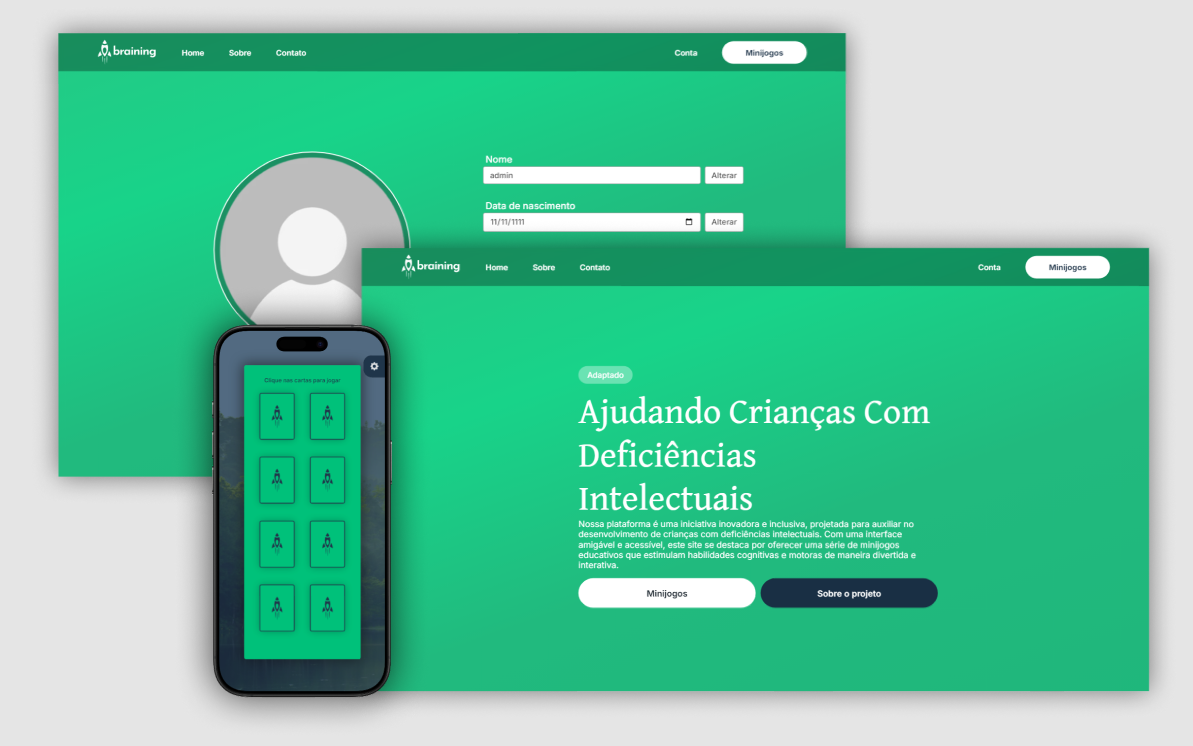 braining Home Sobre Contato Conta Minijogos
Nome
admin Alterar
Data de nascimento
11/11/1111 Alterar
braining Home Sobre Contato Conta Minijogos
Adaptado
Ajudando Crianças Com
Deficiências
Intelectuais
Nossa plataforma é uma iniciativa inovadora e inclusiva, projetada para auxiliar no
desenvolvimento de crianças com deficiências intelectuais. Com uma interface
amigável e acessível, este site se destaca por oferecer uma série de minijogos
educativos que estimulam habilidades cognitivas e motoras de maneira divertida e
interativa.
Minijogos Sobre o projeto
Clique nas cartas para jogar